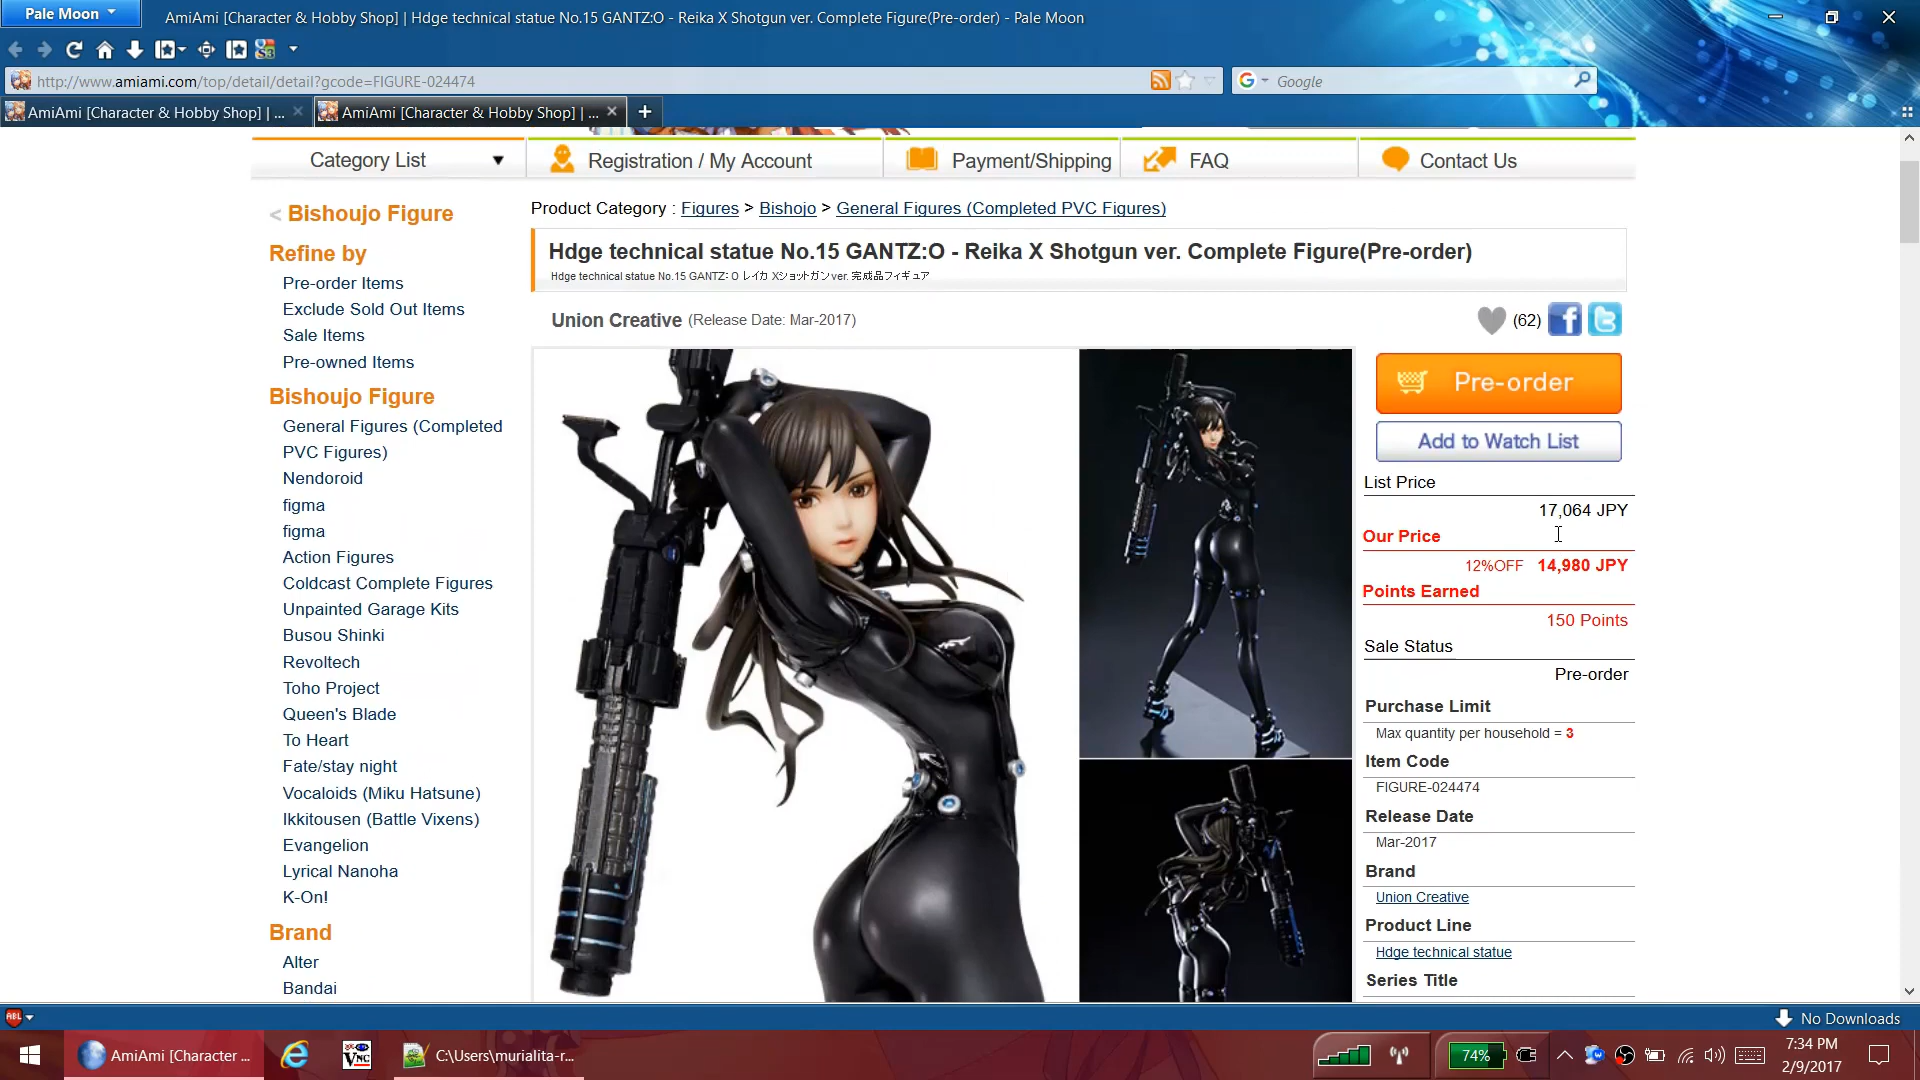 Pale Moon
AmiAmi [Character & Hobby Shop] | Hdge technical statue No.15 GANTZ:O - Reika X Shotgun ver. Complete Figure(Pre-order) - Pale Moon
http://www.amiami.com/top/detail/detail?gcode=FIGURE-024474
Google
AmiAmi [Character & Hobby Shop] | ...
AmiAmi [Character & Hobby Shop] | ...
Category List
Registration / My Account
Payment/Shipping
FAQ
Contact Us
< Bishoujo Figure
Refine by
Pre-order Items
Exclude Sold Out Items
Sale Items
Pre-owned Items
Bishoujo Figure
General Figures (Completed
PVC Figures)
Nendoroid
figma
figma
Action Figures
Coldcast Complete Figures
Unpainted Garage Kits
Busou Shinki
Revoltech
Toho Project
Queen's Blade
To Heart
Fate/stay night
Vocaloids (Miku Hatsune)
Ikkitousen (Battle Vixens)
Evangelion
Lyrical Nanoha
K-On!
Brand
Alter
Bandai
Product Category : Figures > Bishojo > General Figures (Completed PVC Figures)
Hdge technical statue No.15 GANTZ:O - Reika X Shotgun ver. Complete Figure(Pre-order)
Hdge technical statue No.15 GANTZ:O レイカ Xショットガンver. 完成品フィギュア
Union Creative (Release Date: Mar-2017)
(62)
Pre-order
Add to Watch List
List Price
17,064 JPY
Our Price
12%OFF 14,980 JPY
Points Earned
150 Points
Sale Status
Pre-order
Purchase Limit
Max quantity per household = 3
Item Code
FIGURE-024474
Release Date
Mar-2017
Brand
Union Creative
Product Line
Hdge technical statue
Series Title
ABL
No Downloads
AmiAmi [Character ...
VNC
C:\Users\murialita-r...
74%
7:34 PM
2/9/2017